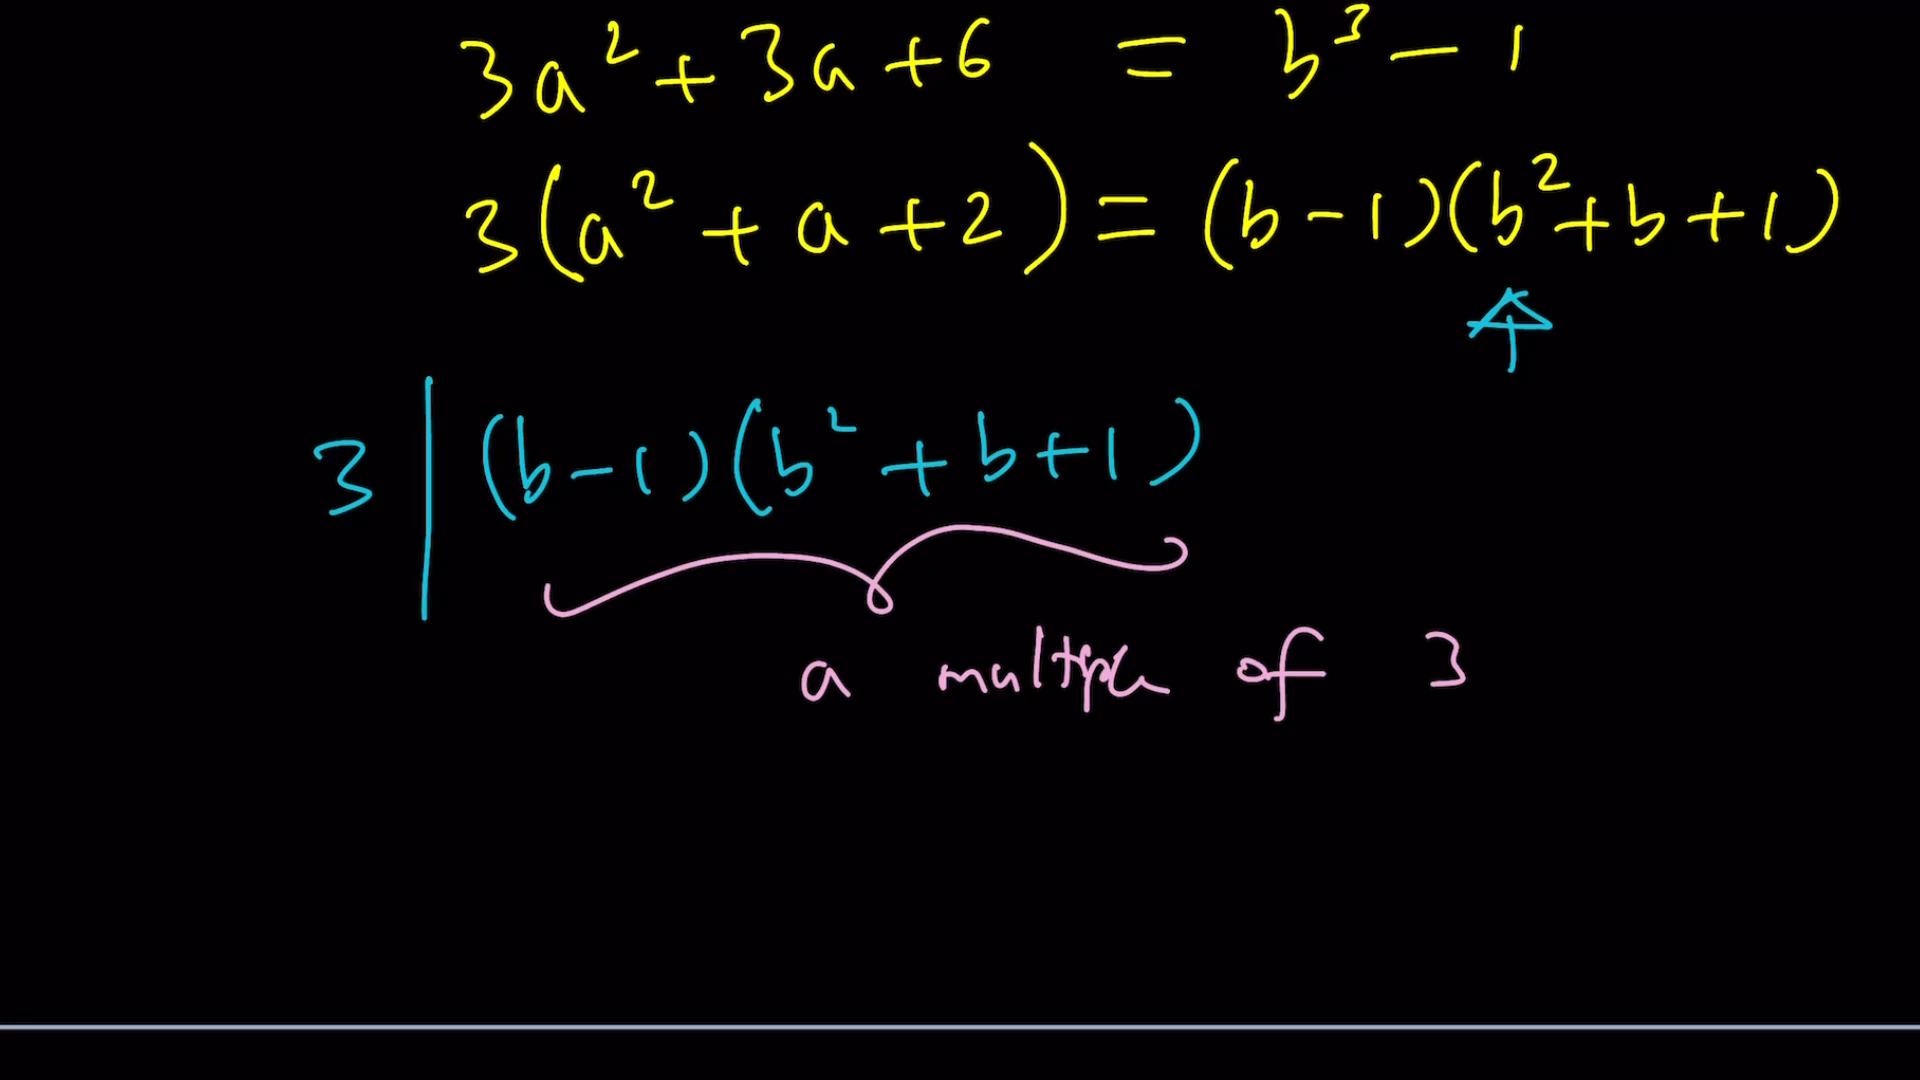 3a² + 3a + 6 = b³ - 1
3(a² + a + 2) = (b - 1)(b² + b + 1)
3 | (b - 1)(b² + b + 1)
a multiple of 3